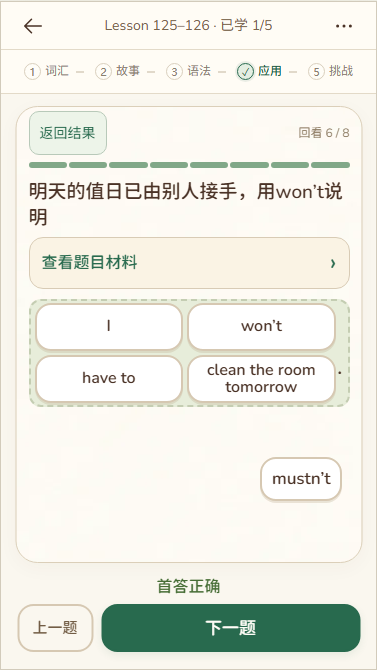 Lesson 125–126 · 已学 1/5
1 词汇 2 故事 3 语法 应用 5 挑战
返回结果
回看 6 / 8
明天的值日已由别人接手，用won't说
明
查看题目材料
I
won't
have to
clean the room
tomorrow
.
mustn't
首答正确
上一题
下一题